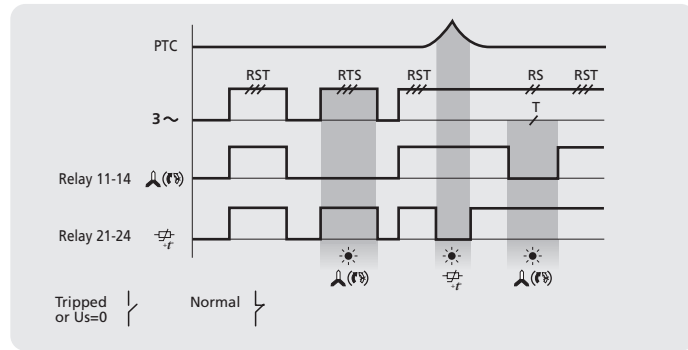 PTC
RST RTS RST RS RST
3~ T
Relay 11-14
Relay 21-24
t
t
Tripped
or Us=0
Normal